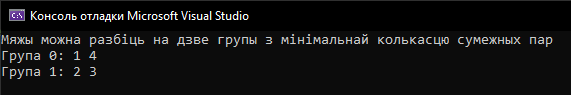 Консоль отладки Microsoft Visual Studio
Мяжы можна разбіць на дзве групы з мінімальнай колькасцю сумежных пар
Група 0: 1 4
Група 1: 2 3